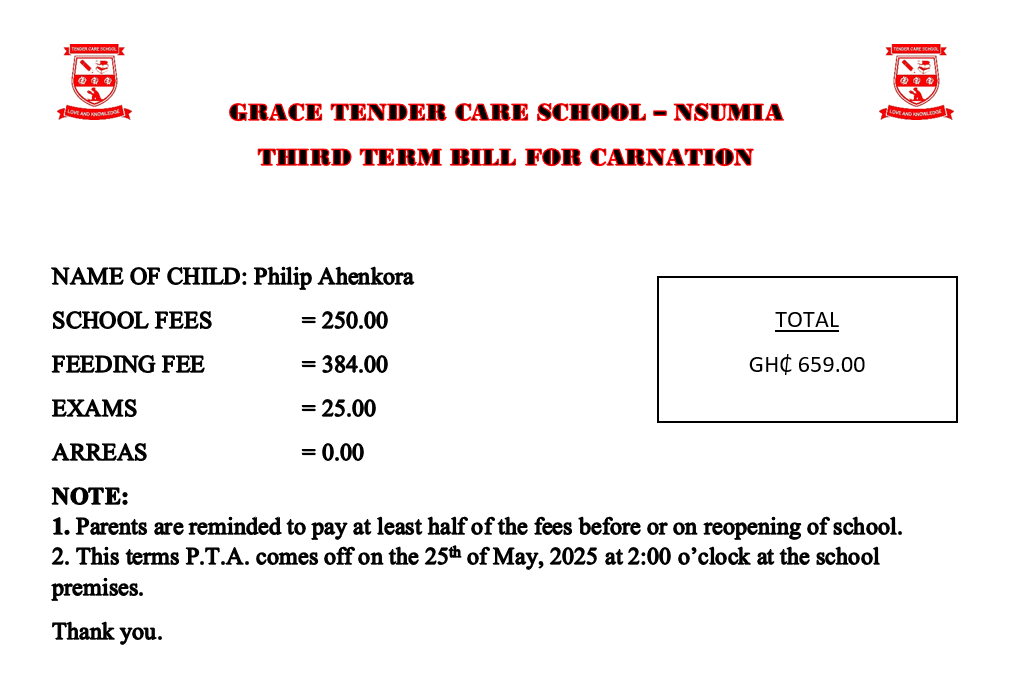 TENDER CARE SCHOOL
LOVE AND KNOWLEDGE
TENDER CARE SCHOOL
LOVE AND KNOWLEDGE
GRACE TENDER CARE SCHOOL – NSUMIA
THIRD TERM BILL FOR CARNATION
NAME OF CHILD: Philip Ahenkora
SCHOOL FEES = 250.00
FEEDING FEE = 384.00
EXAMS = 25.00
ARREAS = 0.00
TOTAL
GH₵ 659.00
NOTE:
1. Parents are reminded to pay at least half of the fees before or on reopening of school.
2. This terms P.T.A. comes off on the 25th of May, 2025 at 2:00 o’clock at the school
premises.
Thank you.